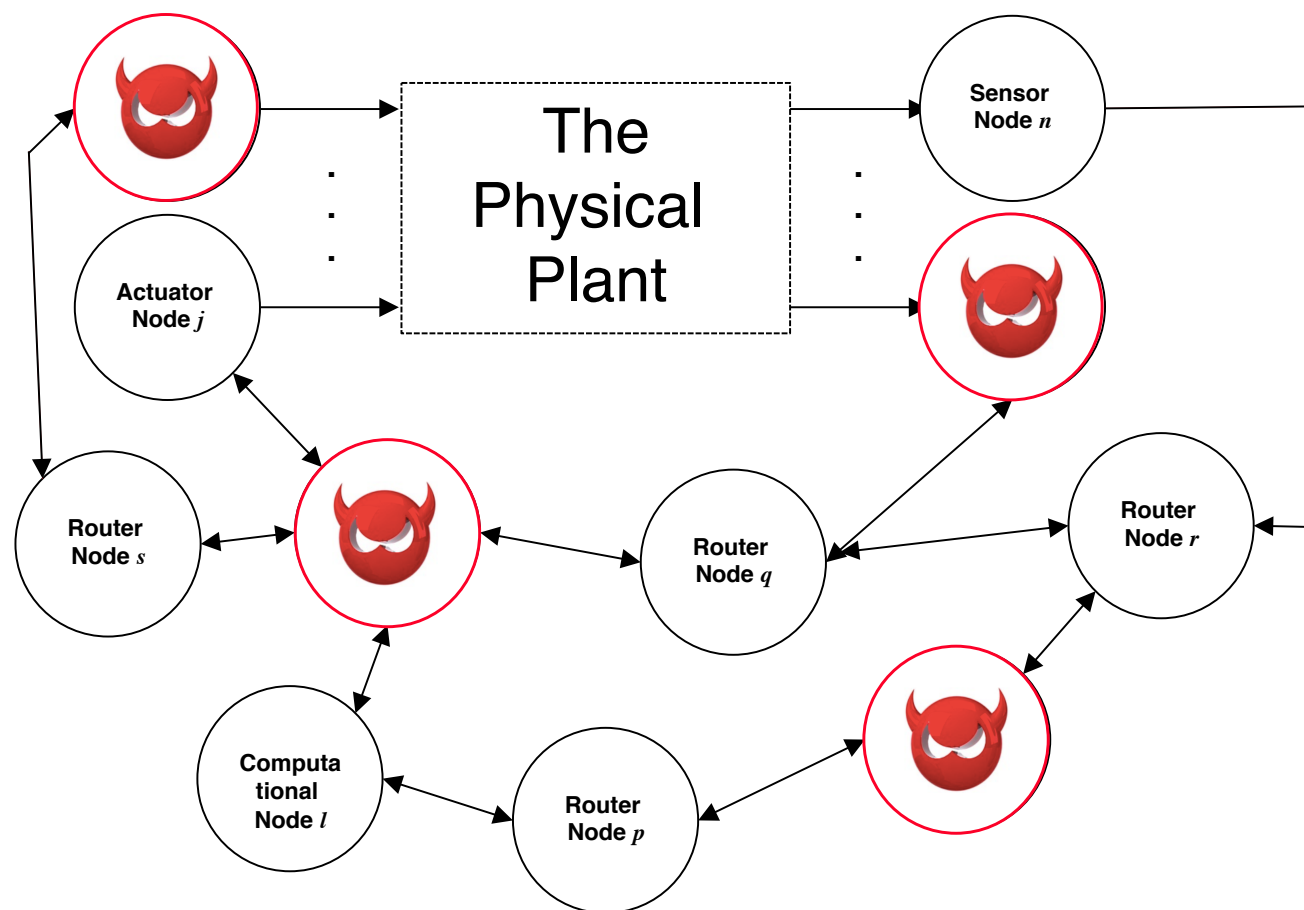 The
Physical
Plant
Sensor
Node n
Actuator
Node j
Router
Node s
Router
Node q
Router
Node r
Computa
tional
Node l
Router
Node p